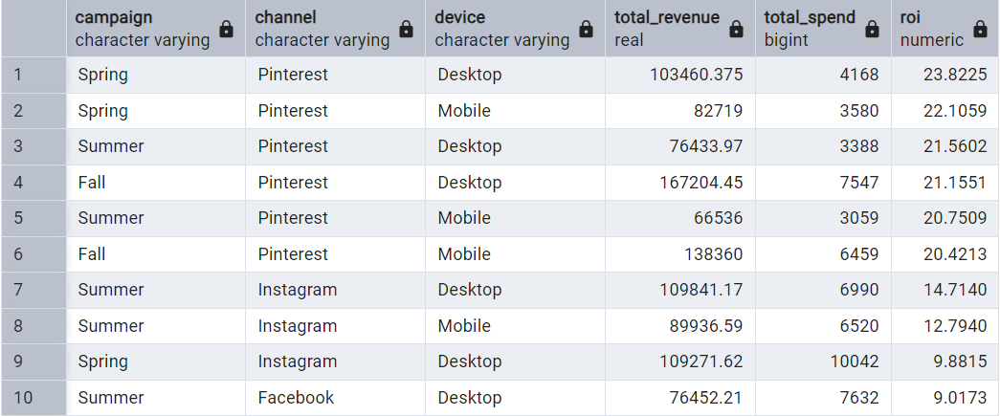 campaign character varying channel character varying device character varying total_revenue real total_spend bigint roi numeric
1 Spring Pinterest Desktop 103460.375 4168 23.8225
2 Spring Pinterest Mobile 82719 3580 22.1059
3 Summer Pinterest Desktop 76433.97 3388 21.5602
4 Fall Pinterest Desktop 167204.45 7547 21.1551
5 Summer Pinterest Mobile 66536 3059 20.7509
6 Fall Pinterest Mobile 138360 6459 20.4213
7 Summer Instagram Desktop 109841.17 6990 14.7140
8 Summer Instagram Mobile 89936.59 6520 12.7940
9 Spring Instagram Desktop 109271.62 10042 9.8815
10 Summer Facebook Desktop 76452.21 7632 9.0173